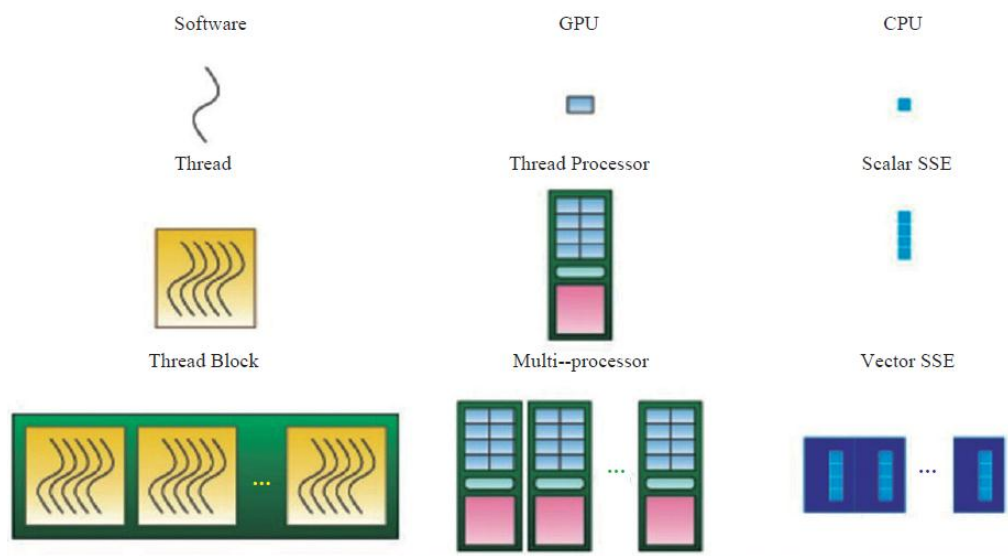 Software GPU CPU
Thread Thread Processor Scalar SSE
Thread Block Multi--processor Vector SSE
... ... ...